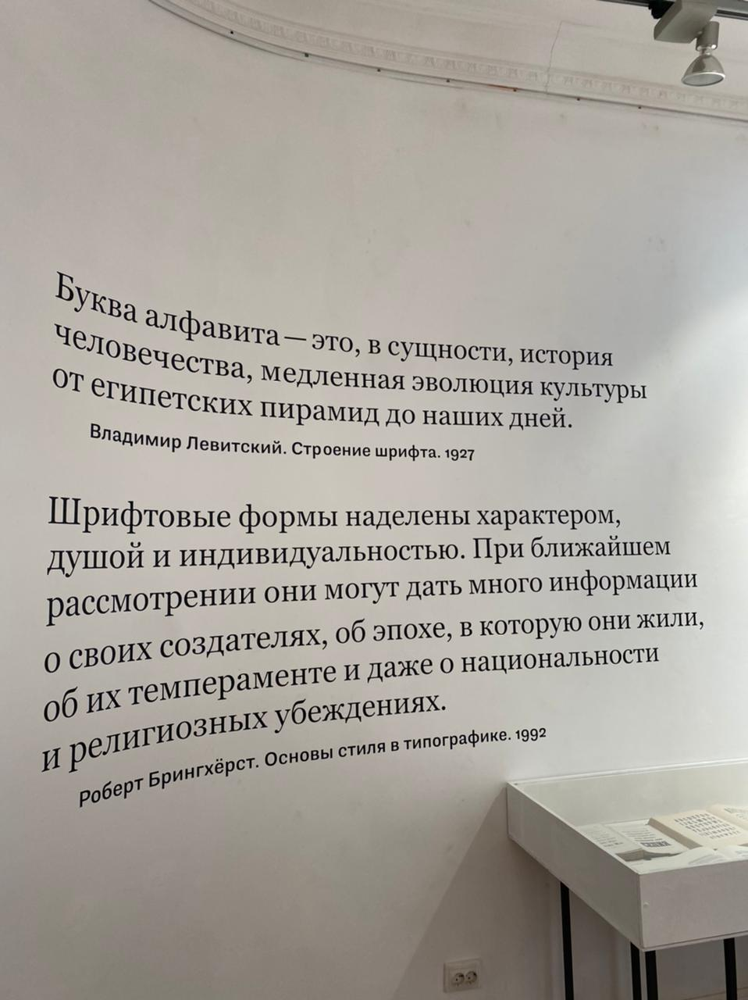 Буква алфавита — это, в сущности, история
человечества, медленная эволюция культуры
от египетских пирамид до наших дней.
Владимир Левитский. Строение шрифта. 1927
Шрифтовые формы наделены характером,
душой и индивидуальностью. При ближайшем
рассмотрении они могут дать много информации
о своих создателях, об эпохе, в которую они жили,
об их темпераменте и даже о национальности
и религиозных убеждениях.
Роберт Брингхёрст. Основы стиля в типографике. 1992